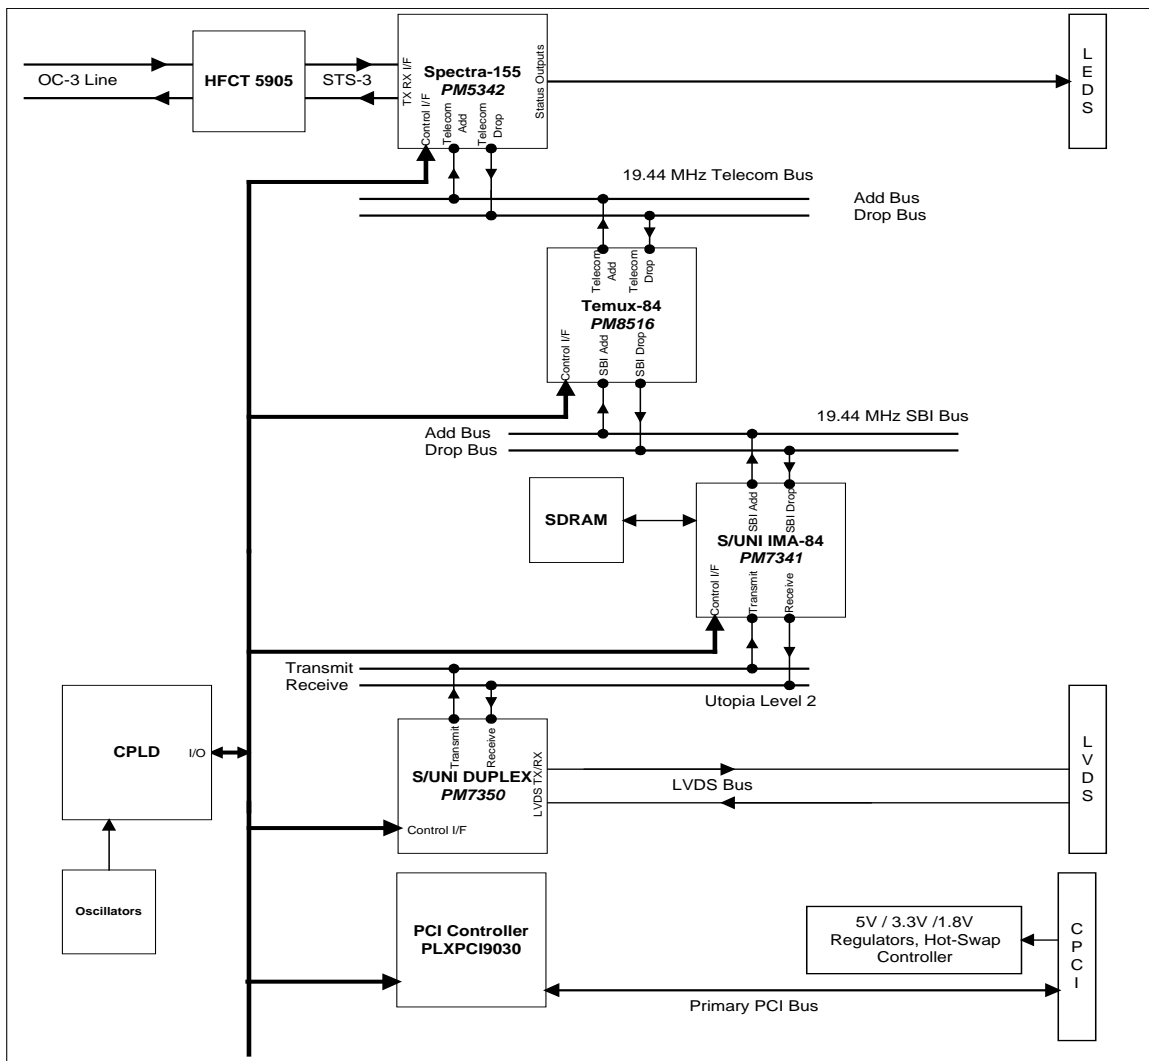 OC-3 Line
HFCT 5905
STS-3
TX RX I/F
Spectra-155
PM5342
Status Outputs
Control I/F
Telecom
Add
Telecom
Drop
L
E
D
S
19.44 MHz Telecom Bus
Add Bus
Drop Bus
Telecom
Add
Telecom
Drop
Temux-84
PM8516
Control I/F
SBI Add
SBI Drop
19.44 MHz SBI Bus
Add Bus
Drop Bus
SDRAM
SBI Add
SBI Drop
S/UNI IMA-84
PM7341
Control I/F
Transmit
Receive
Transmit
Receive
Utopia Level 2
CPLD
I/O
Transmit
Receive
S/UNI DUPLEX
PM7350
LVDS TX/RX
Control I/F
LVDS Bus
L
V
D
S
Oscillators
PCI Controller
PLXPCI9030
5V / 3.3V /1.8V
Regulators, Hot-Swap
Controller
C
P
C
I
Primary PCI Bus